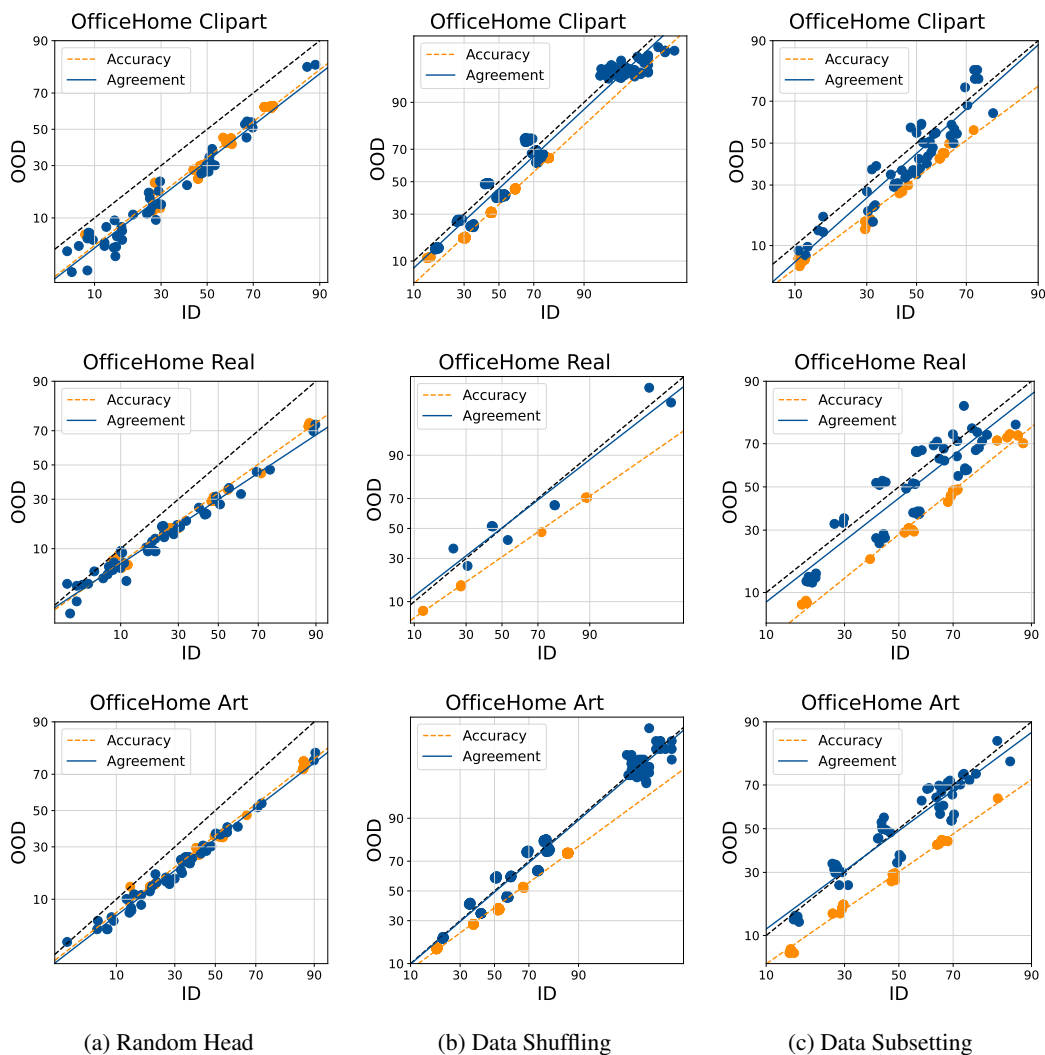 OfficeHome Clipart
Accuracy
Agreement
90
70
50
30
10
OOD
10 30 50 70 90
ID
OfficeHome Clipart
Accuracy
Agreement
90
70
50
30
10
OOD
10 30 50 70 90
ID
OfficeHome Clipart
Accuracy
Agreement
90
70
50
30
10
OOD
10 30 50 70 90
ID
OfficeHome Real
Accuracy
Agreement
90
70
50
30
10
OOD
10 30 50 70 90
ID
OfficeHome Real
Accuracy
Agreement
90
70
50
30
10
OOD
10 30 50 70 90
ID
OfficeHome Real
Accuracy
Agreement
90
70
50
30
10
OOD
10 30 50 70 90
ID
OfficeHome Art
Accuracy
Agreement
90
70
50
30
10
OOD
10 30 50 70 90
ID
OfficeHome Art
Accuracy
Agreement
90
70
50
30
10
OOD
10 30 50 70 90
ID
OfficeHome Art
Accuracy
Agreement
90
70
50
30
10
OOD
10 30 50 70 90
ID
(a) Random Head
(b) Data Shuffling
(c) Data Subsetting